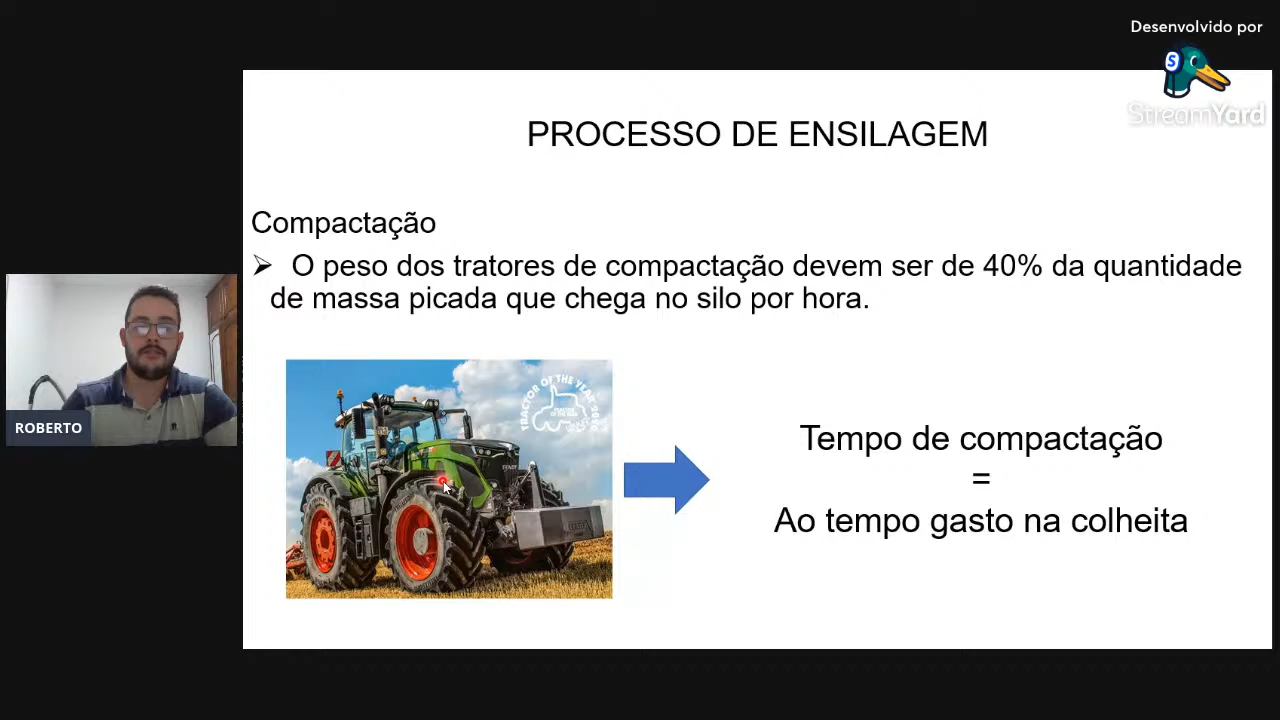 Desenvolvido por
StreamYard
PROCESSO DE ENSILAGEM
Compactação
➢ O peso dos tratores de compactação devem ser de 40% da quantidade
de massa picada que chega no silo por hora.
TRACTOR OF THE YEAR
FENDT
Tempo de compactação
=
Ao tempo gasto na colheita
ROBERTO